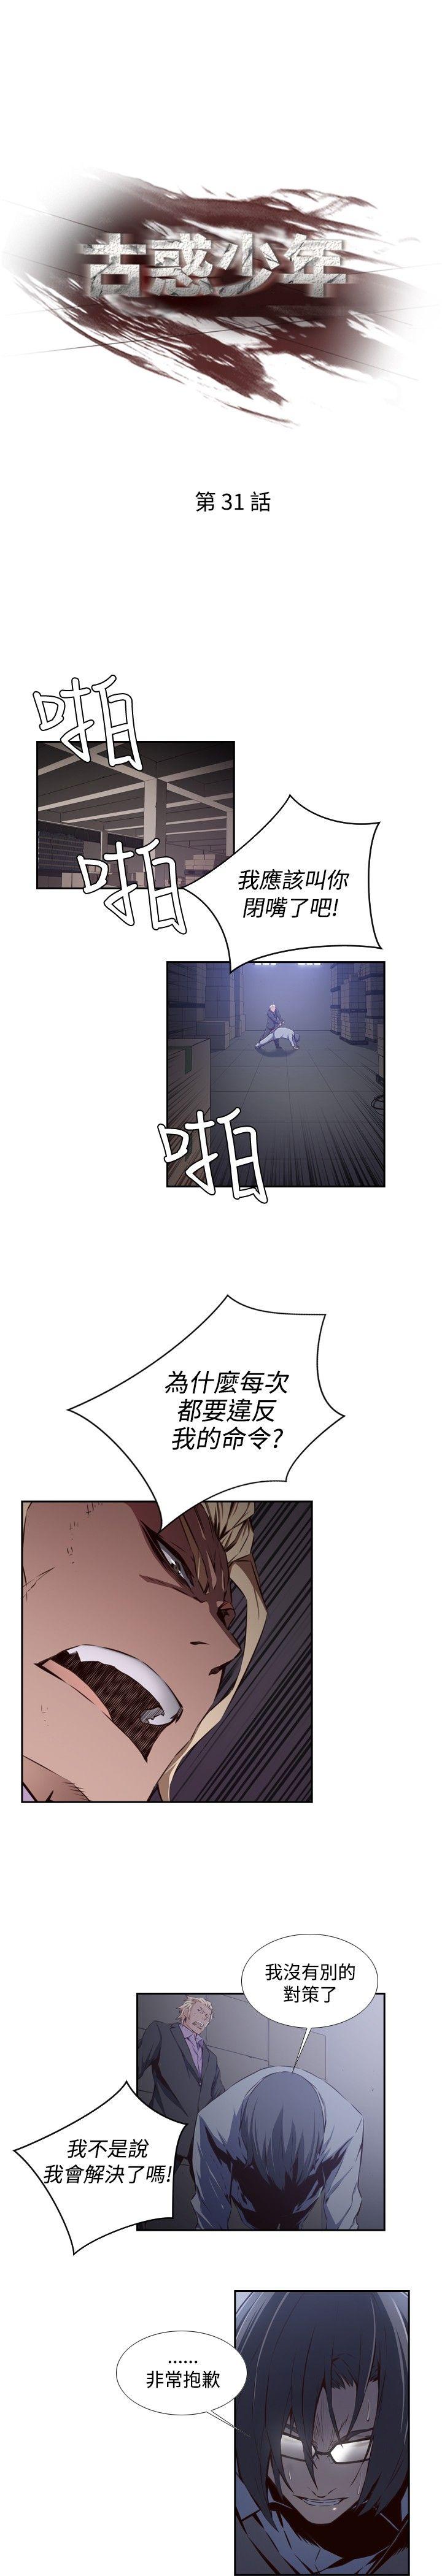 古惑少年
第 31 話
啪
啪
我應該叫你
閉嘴了吧!
啪
為什麼每次
都要違反
我的命令?
我沒有別的
對策了
我不是說
我會解決了嗎!
......
非常抱歉